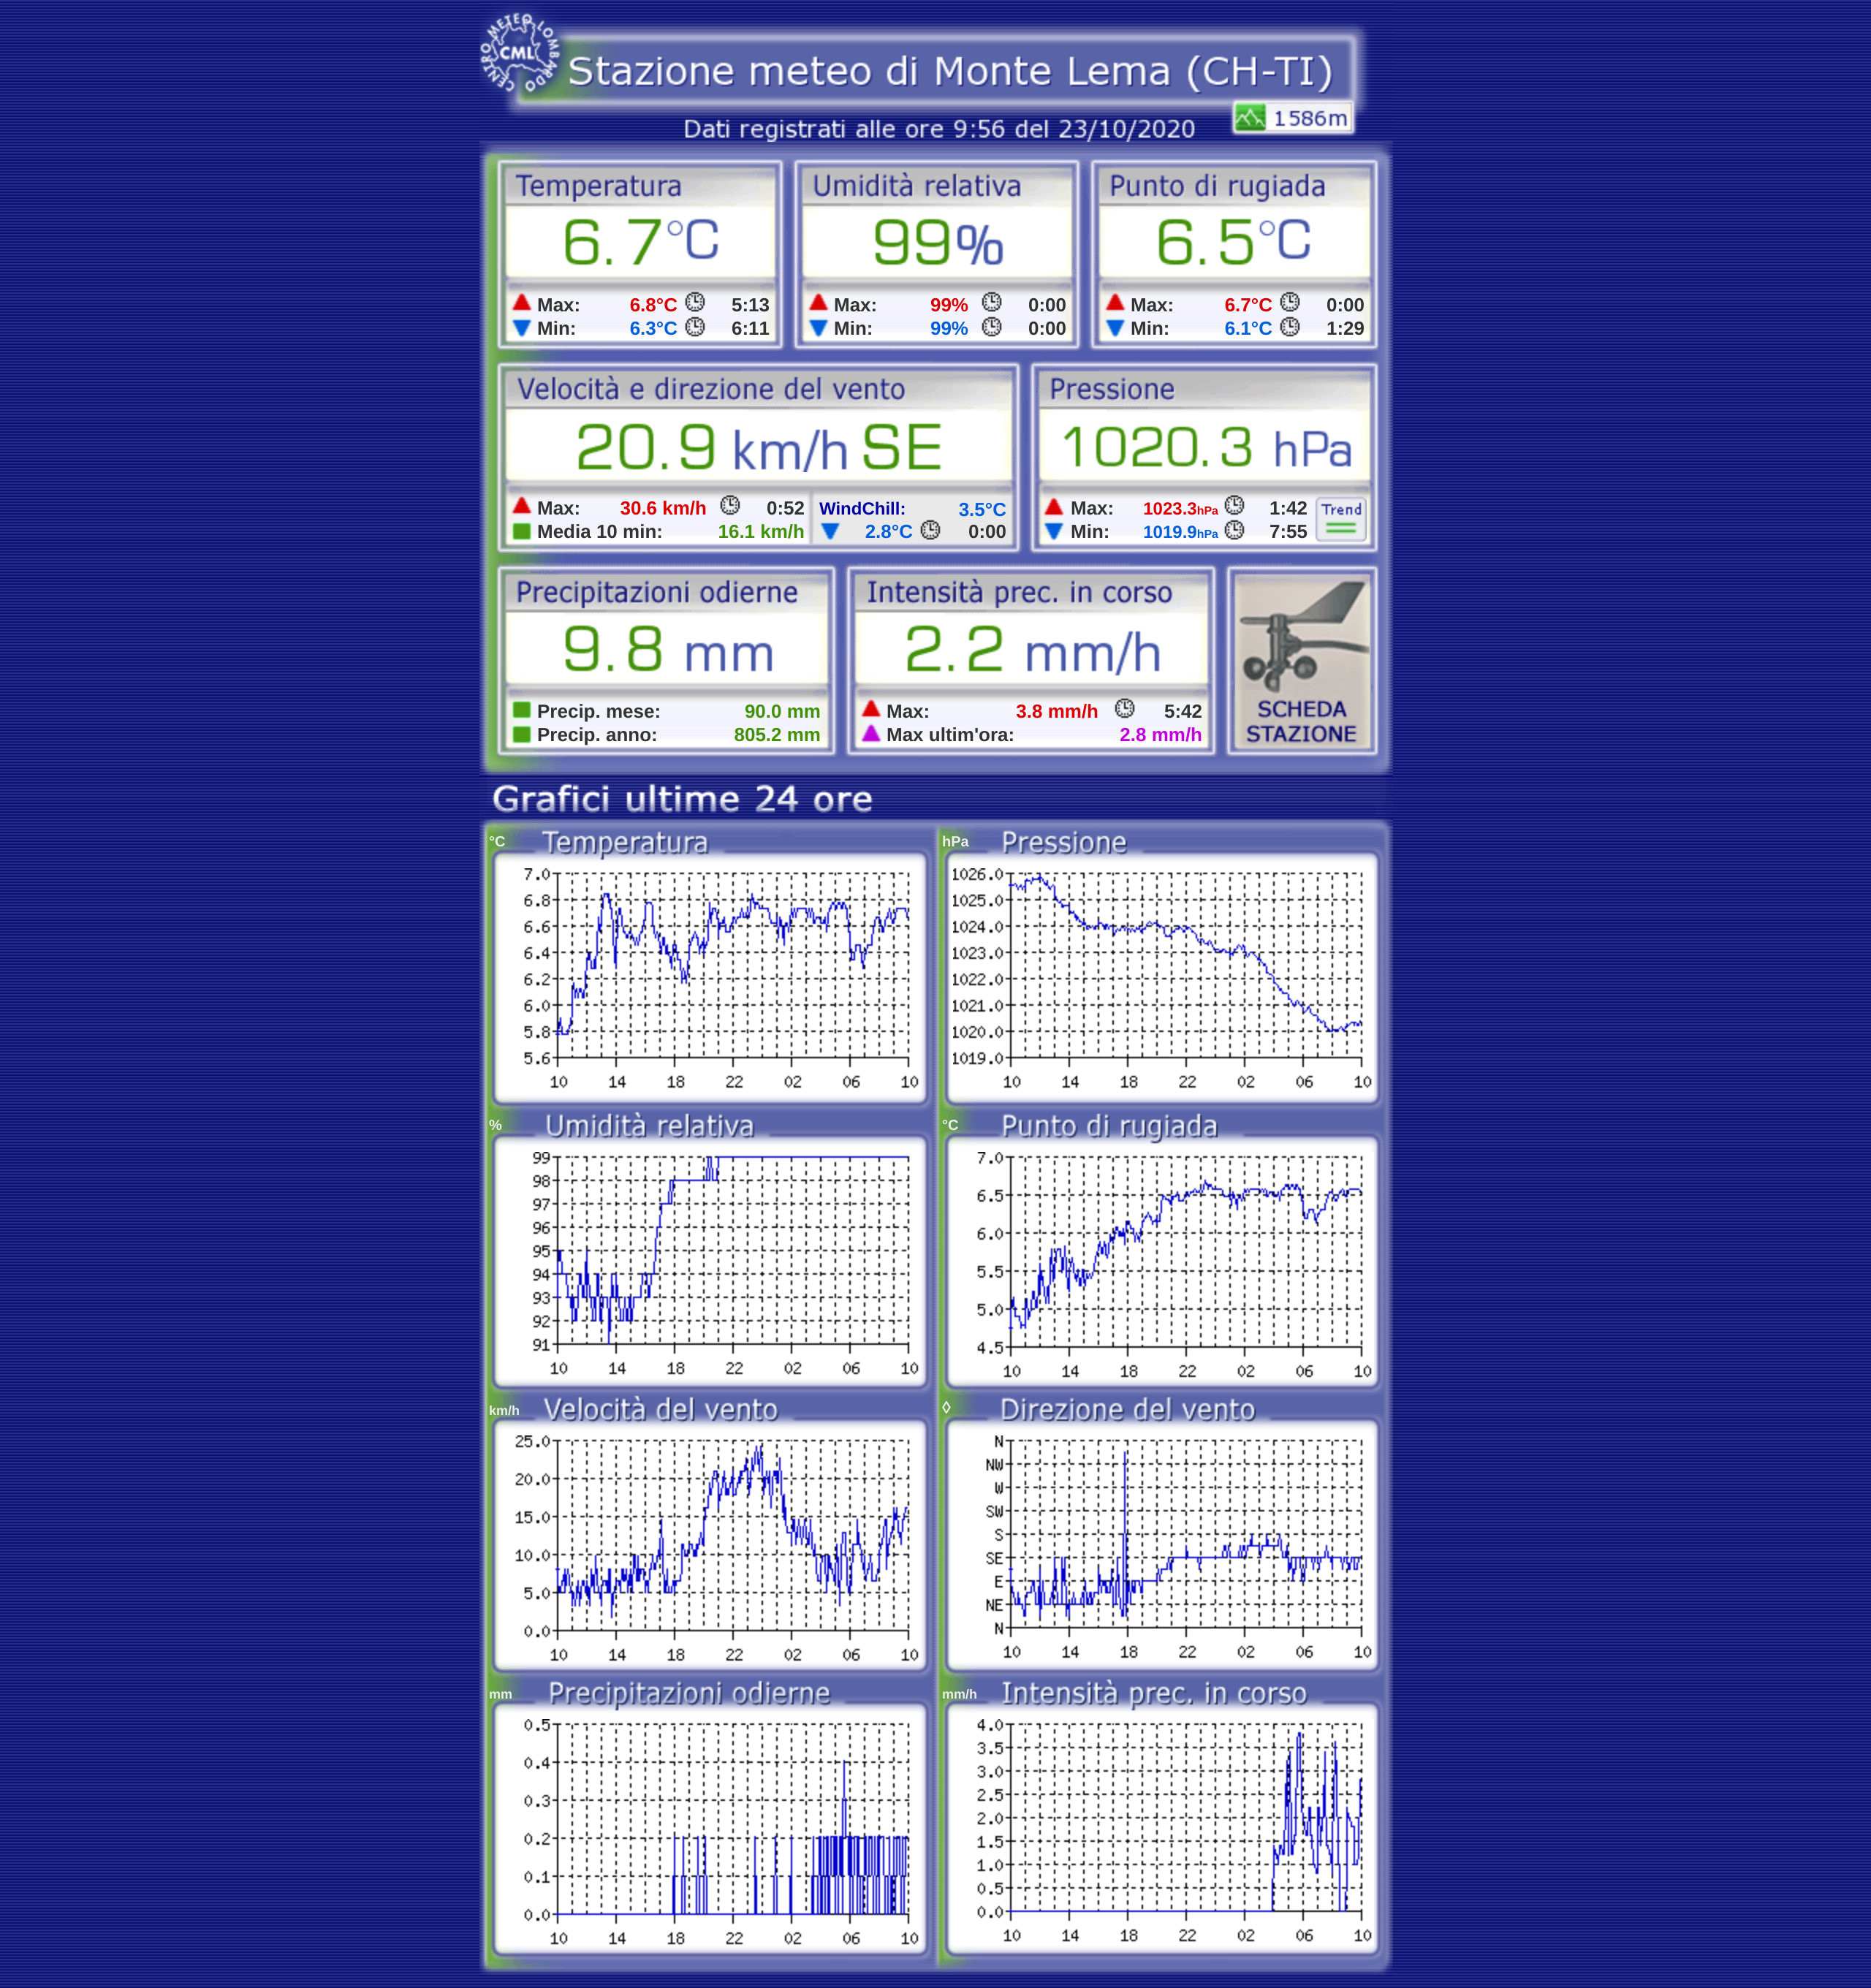 CENTRO METEO LOMBARDO
CML
Stazione meteo di Monte Lema (CH-TI)
1586m
Dati registrati alle ore 9:56 del 23/10/2020
Temperatura
6.7°C
Max: 6.8°C 5:13
Min: 6.3°C 6:11
Umidità relativa
99%
Max: 99% 0:00
Min: 99% 0:00
Punto di rugiada
6.5°C
Max: 6.7°C 0:00
Min: 6.1°C 1:29
Velocità e direzione del vento
20.9 km/h SE
Max: 30.6 km/h 0:52
Media 10 min: 16.1 km/h
WindChill: 3.5°C
2.8°C 0:00
Pressione
1020.3 hPa
Max: 1023.3hPa 1:42
Min: 1019.9hPa 7:55
Trend
Precipitazioni odierne
9.8 mm
Precip. mese: 90.0 mm
Precip. anno: 805.2 mm
Intensità prec. in corso
2.2 mm/h
Max: 3.8 mm/h 5:42
Max ultim'ora: 2.8 mm/h
SCHEDA
STAZIONE
Grafici ultime 24 ore
°C Temperatura
7.0
6.8
6.6
6.4
6.2
6.0
5.8
5.6
10 14 18 22 02 06 10
hPa Pressione
1026.0
1025.0
1024.0
1023.0
1022.0
1021.0
1020.0
1019.0
10 14 18 22 02 06 10
% Umidità relativa
99
98
97
96
95
94
93
92
91
10 14 18 22 02 06 10
°C Punto di rugiada
7.0
6.5
6.0
5.5
5.0
4.5
10 14 18 22 02 06 10
km/h Velocità del vento
25.0
20.0
15.0
10.0
5.0
0.0
10 14 18 22 02 06 10
◊ Direzione del vento
N
NW
W
SW
S
SE
E
NE
N
10 14 18 22 02 06 10
mm Precipitazioni odierne
0.5
0.4
0.3
0.2
0.1
0.0
10 14 18 22 02 06 10
mm/h Intensità prec. in corso
4.0
3.5
3.0
2.5
2.0
1.5
1.0
0.5
0.0
10 14 18 22 02 06 10